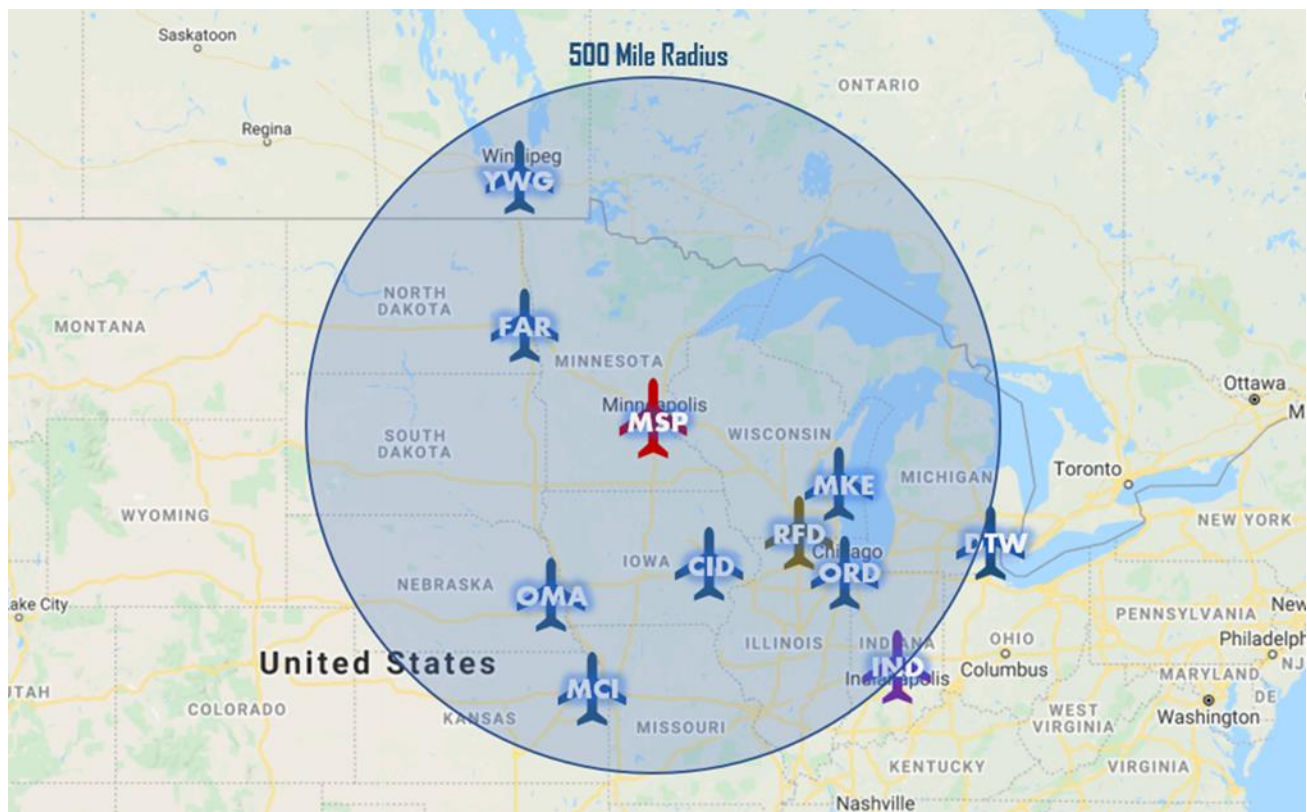 Saskatoon
500 Mile Radius
ONTARIO
Regina
Winnipeg
YWG
NORTH
DAKOTA
MONTANA
FAR
MINNESOTA
Ottawa
Minneapolis
MSP
WISCONSIN
SOUTH
DAKOTA
Toronto
MICHIGAN
MKE
WYOMING
NEW YORK
RFD
DTW
Chicago
IOWA
CID
ORD
NEBRASKA
OMA
Lake City
PENNSYLVANIA
New
ILLINOIS
INDIANA
OHIO
Philadelph
United States
IND
Columbus
NJ
Indianapolis
MARYLAND
MCI
UTAH
DE
COLORADO
KANSAS
MISSOURI
WEST
VIRGINIA
Washington
KENTUCKY
VIRGINIA
Nashville